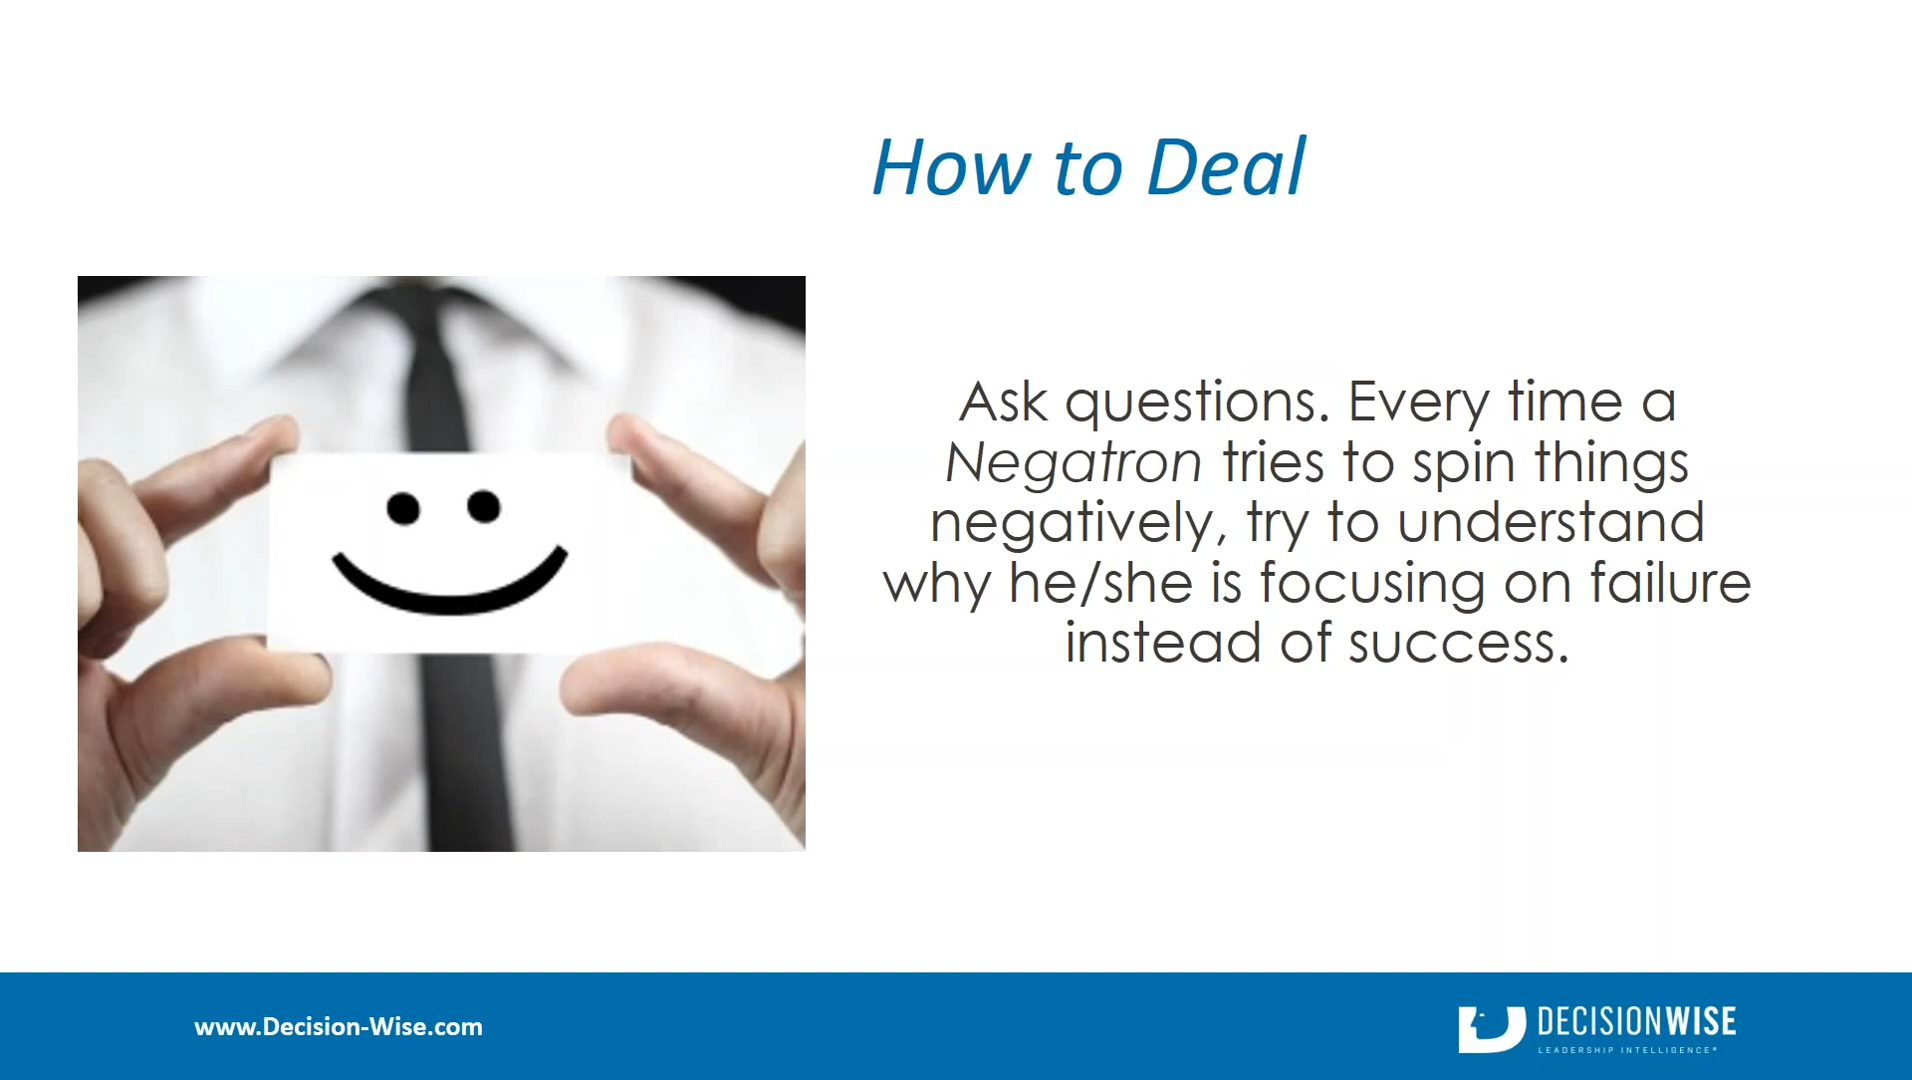 How to Deal
Ask questions. Every time a
Negatron tries to spin things
negatively, try to understand
why he/she is focusing on failure
instead of success.
www.Decision-Wise.com
DECISIONWISE
LEADERSHIP INTELLIGENCE®